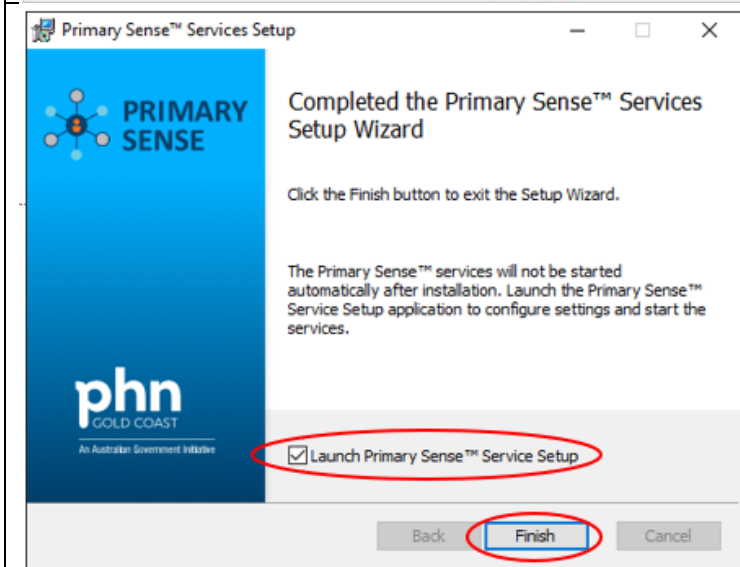 Primary Sense™ Services Setup
PRIMARY
SENSE
Completed the Primary Sense™ Services
Setup Wizard
Click the Finish button to exit the Setup Wizard.
The Primary Sense™ services will not be started
automatically after installation. Launch the Primary Sense™
Service Setup application to configure settings and start the
services.
phn
GOLD COAST
An Australian Government Initiative
Launch Primary Sense™ Service Setup
Back
Finish
Cancel